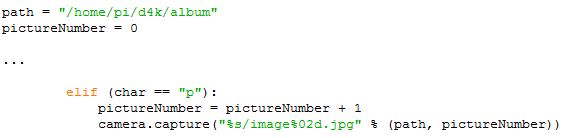 path = "/home/pi/d4k/album"
pictureNumber = 0
...
elif (char == "p"):
pictureNumber = pictureNumber + 1
camera.capture("%s/image%02d.jpg" % (path, pictureNumber))